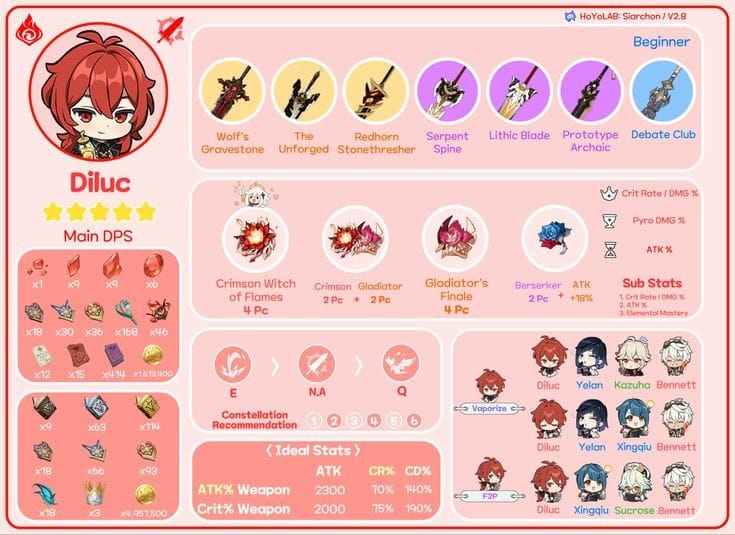 HoYoLAB: Siarchon / V2.8
Diluc
Main DPS
x1 x9 x9 x6
x18 x30 x36 x168 x46
x12 x15 x414 x1,673,400
x9 x63 x114
x18 x66 x93
x18 x3 x4,957,500
Beginner
Wolf's Gravestone
The Unforged
Redhorn Stonethresher
Serpent Spine
Lithic Blade
Prototype Archaic
Debate Club
Crimson Witch of Flames
4 Pc
Crimson Gladiator
2 Pc + 2 Pc
Gladiator's Finale
4 Pc
Berserker ATK
2 Pc + +18%
Crit Rate / DMG %
Pyro DMG %
ATK %
Sub Stats
1. Crit Rate / DMG %
2. ATK %
3. Elemental Mastery
E > N.A > Q
Constellation Recommendation 1 2 3 4 5 6
< Ideal Stats >
ATK CR% CD%
ATK% Weapon 2300 70% 140%
Crit% Weapon 2000 75% 190%
Vaporize
Diluc Yelan Kazuha Bennett
Diluc Yelan Xingqiu Bennett
F2P
Diluc Xingqiu Sucrose Bennett